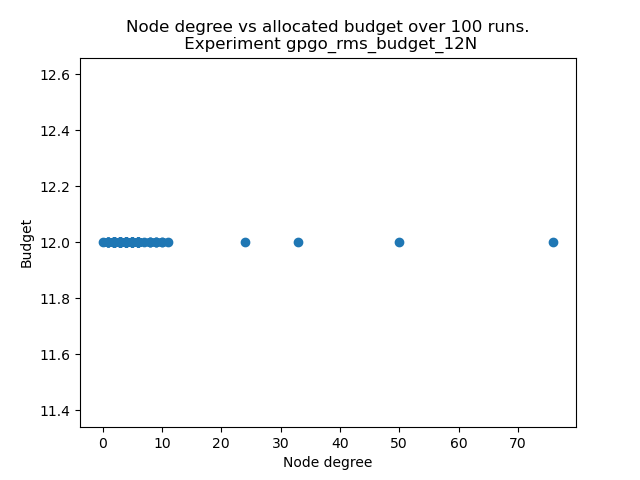 Node degree vs allocated budget over 100 runs.
Experiment gpgo_rms_budget_12N
12.6
12.4
12.2
12.0
11.8
11.6
11.4
Budget
0 10 20 30 40 50 60 70
Node degree